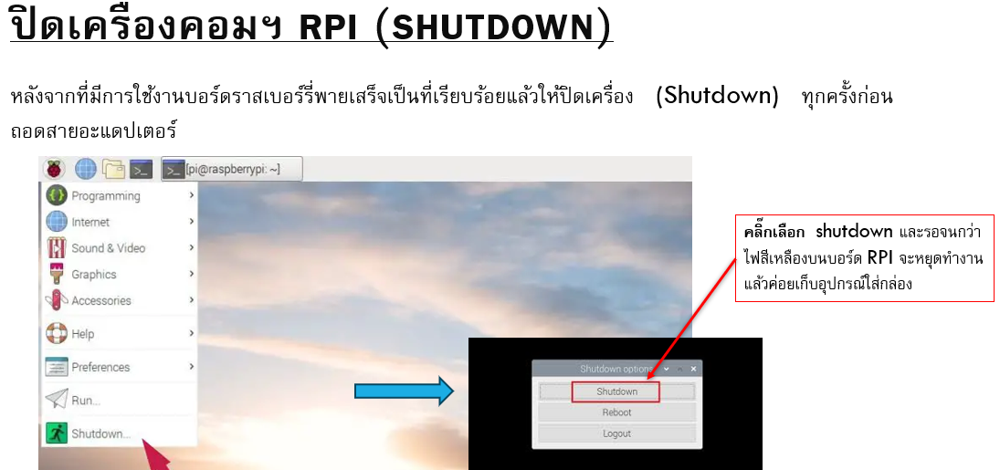 ปิดเครื่องคอมฯ RPI (SHUTDOWN)
หลังจากที่มีการใช้งานบอร์ดราสเบอร์รี่พายเสร็จเป็นที่เรียบร้อยแล้วให้ปิดเครื่อง (Shutdown) ทุกครั้งก่อน
ถอดสายอะแดปเตอร์
[pi@raspberrypi: ~]
Programming
Internet
Sound & Video
Graphics
Accessories
Help
Preferences
Run...
Shutdown...
คลิ๊กเลือก shutdown และรอจนกว่า
ไฟสีเหลืองบนบอร์ด RPI จะหยุดทำงาน
แล้วค่อยเก็บอุปกรณ์ใส่กล่อง
Shutdown options
Shutdown
Reboot
Logout